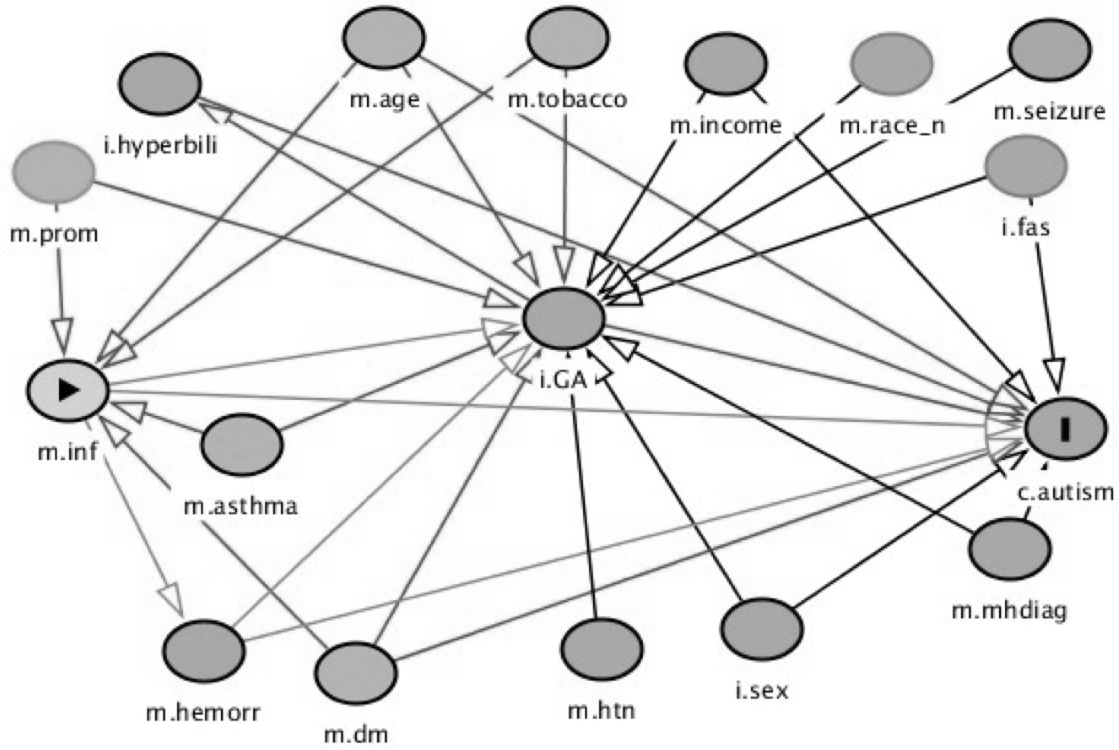 m.age
m.tobacco
m.income
m.race_n
m.seizure
i.hyperbili
m.prom
i.fas
i.GA
m.inf
c.autism
m.asthma
m.mhdiag
m.hemorr
m.dm
m.htn
i.sex